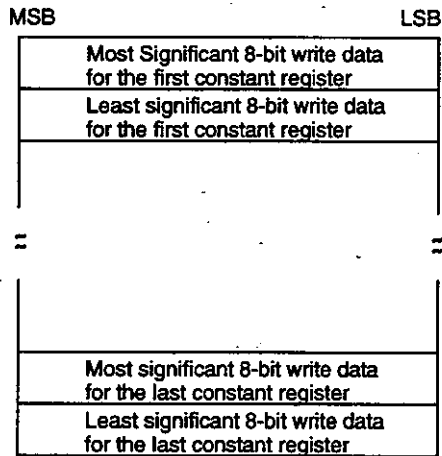 MSB LSB
Most Significant 8-bit write data
for the first constant register
Least significant 8-bit write data
for the first constant register
Most significant 8-bit write data
for the last constant register
Least significant 8-bit write data
for the last constant register